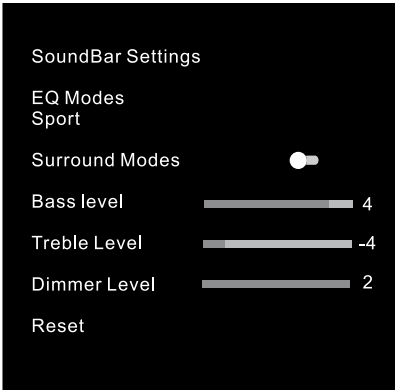 SoundBar Settings
EQ Modes
Sport
Surround Modes
Bass level 4
Treble Level -4
Dimmer Level 2
Reset